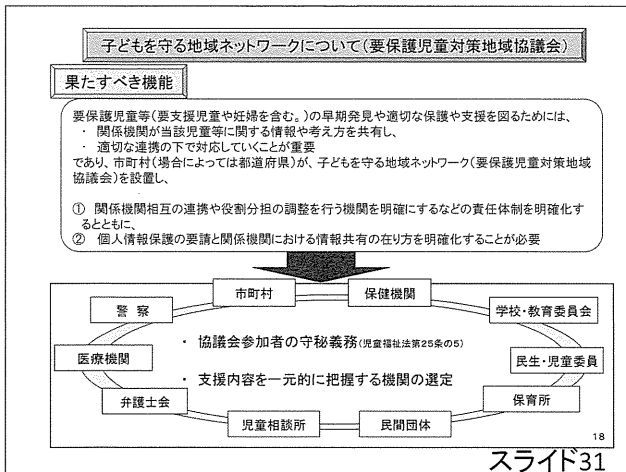 子どもを守る地域ネットワークについて(要保護児童対策地域協議会)
果たすべき機能
要保護児童等(要支援児童や妊婦を含む。)の早期発見や適切な保護や支援を図るためには、
・ 関係機関が当該児童等に関する情報や考え方を共有し、
・ 適切な連携の下で対応していくことが重要
であり、市町村(場合によっては都道府県)が、子どもを守る地域ネットワーク(要保護児童対策地域
協議会)を設置し、
① 関係機関相互の連携や役割分担の調整を行う機関を明確にするなどの責任体制を明確化す
るとともに、
② 個人情報保護の要請と関係機関における情報共有の在り方を明確化することが必要
市町村
保健機関
警 察
学校・教育委員会
・ 協議会参加者の守秘義務(児童福祉法第25条の5)
医療機関
民生・児童委員
・ 支援内容を一元的に把握する機関の選定
弁護士会
保育所
児童相談所
民間団体
18
スライド31